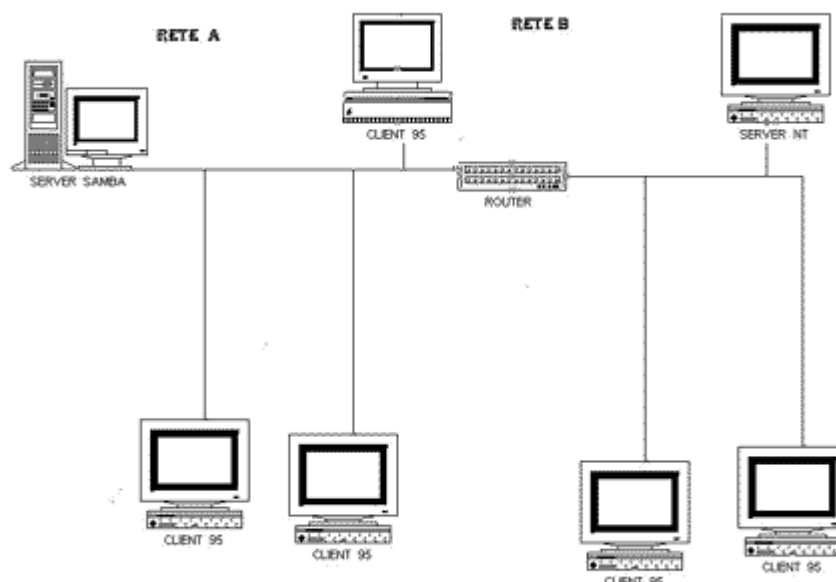 RETE A
RETE B
CLIENT 95
SERVER NT
SERVER SAMBA
ROUTER
CLIENT 95
CLIENT 95
CLIENT 95
CLIENT 95